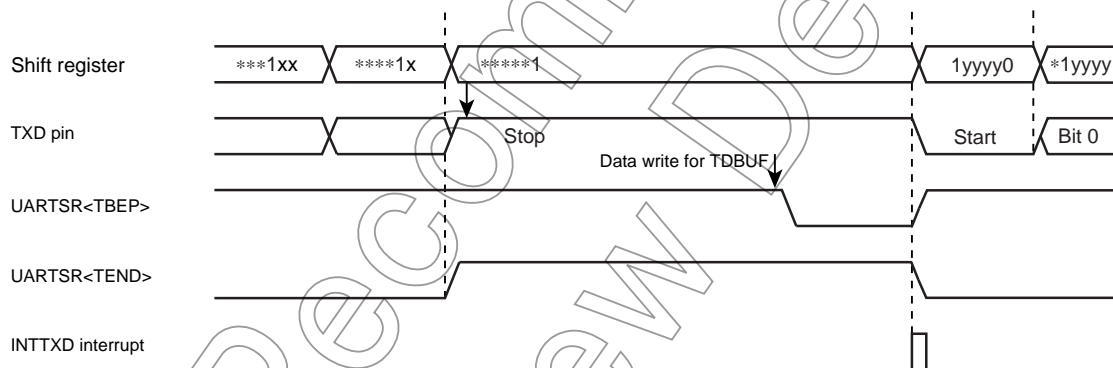 Shift register ***1xx ****1x *****1 1yyyy0 *1yyyy
TXD pin Stop Start Bit 0
Data write for TDBUF
UARTSR<TBEP>
UARTSR<TEND>
INTTXD interrupt